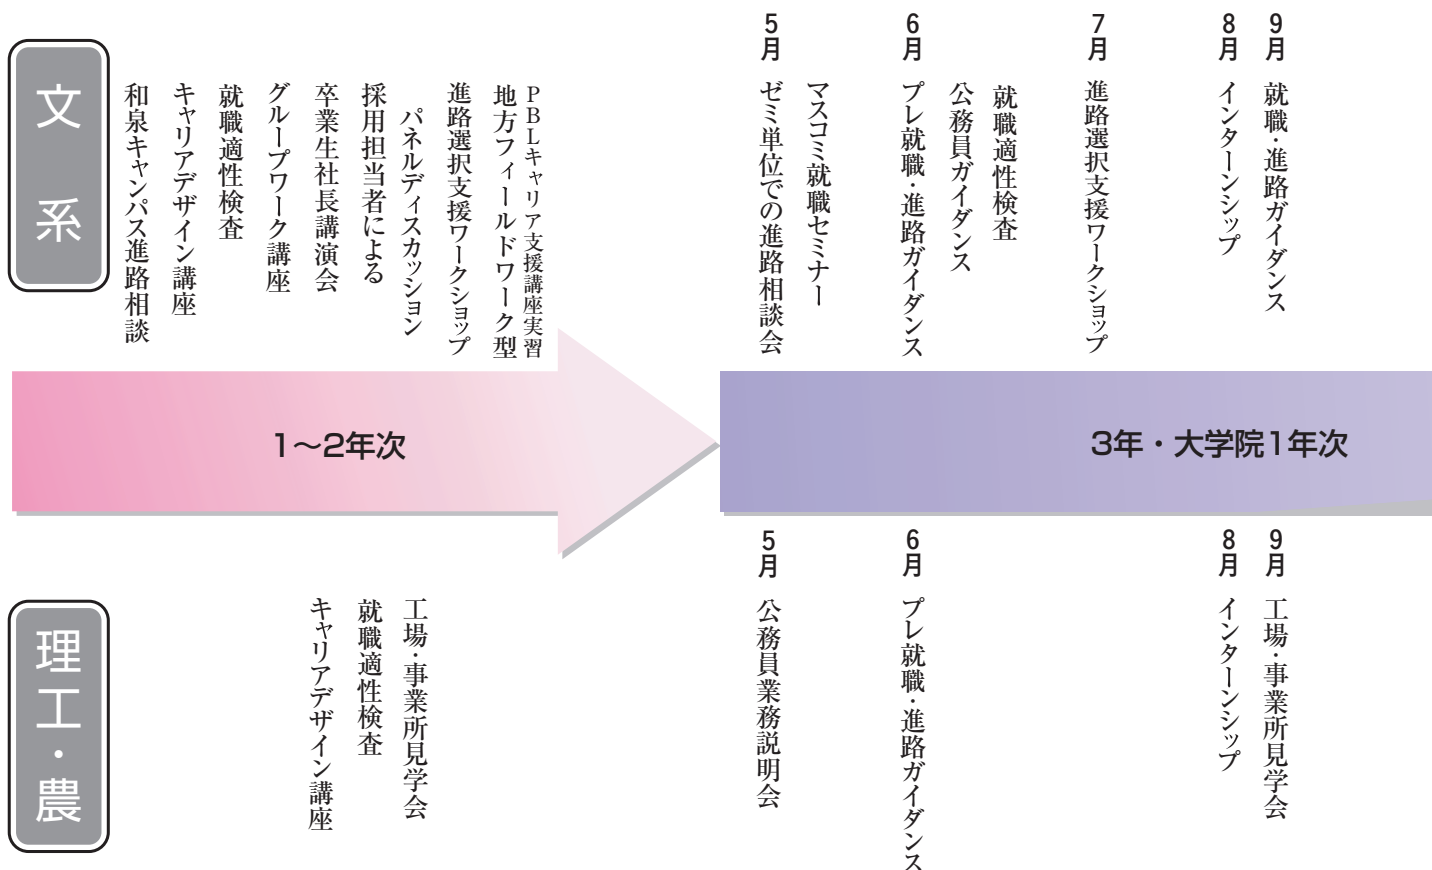 文系
和泉キャンパス進路相談
キャリアデザイン講座
就職適性検査
グループワーク講座
卒業生社長講演会
採用担当者による
パネルディスカッション
進路選択支援ワークショップ
地方フィールドワーク型
PBLキャリア支援講座実習
5月 ゼミ単位での進路相談会
マスコミ就職セミナー
6月 プレ就職・進路ガイダンス
公務員ガイダンス
就職適性検査
7月 進路選択支援ワークショップ
8月 インターンシップ
9月 就職・進路ガイダンス
1〜2年次
3年・大学院1年次
理工・農
キャリアデザイン講座
就職適性検査
工場・事業所見学会
5月 公務員業務説明会
6月 プレ就職・進路ガイダンス
8月 インターンシップ
9月 工場・事業所見学会